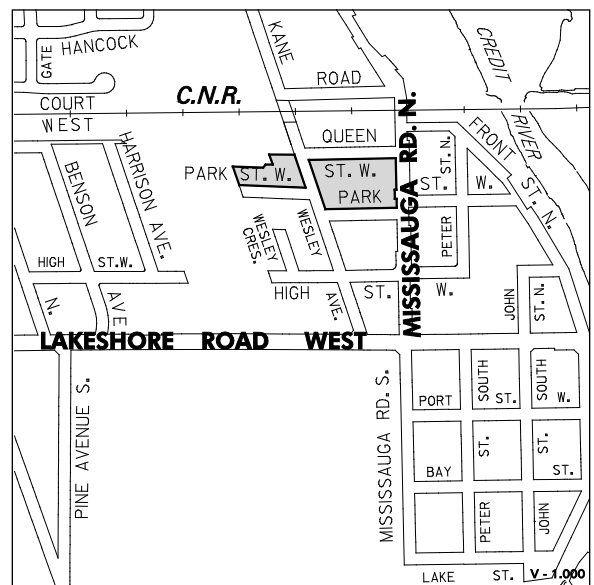 HANCOCK
GATE
KANE
ROAD
CREDIT
RIVER
COURT
C.N.R.
WEST
QUEEN
ST. W.
FRONT
ST. N.
HARRISON AVE.
BENSON
AVE
PARK ST. W.
PARK
ST. W.
MISSISSAUGA RD. N.
ST. N.
PETER
WESLEY
CRES.
WESLEY
AVE.
HIGH ST.W.
HIGH ST. W.
N.
JOHN
ST. N.
LAKESHORE ROAD WEST
PINE AVENUE S.
MISSISSAUGA RD. S.
PORT ST. W.
SOUTH
SOUTH
BAY ST.
ST.
ST.
PETER
JOHN
LAKE ST.
V - 1.000